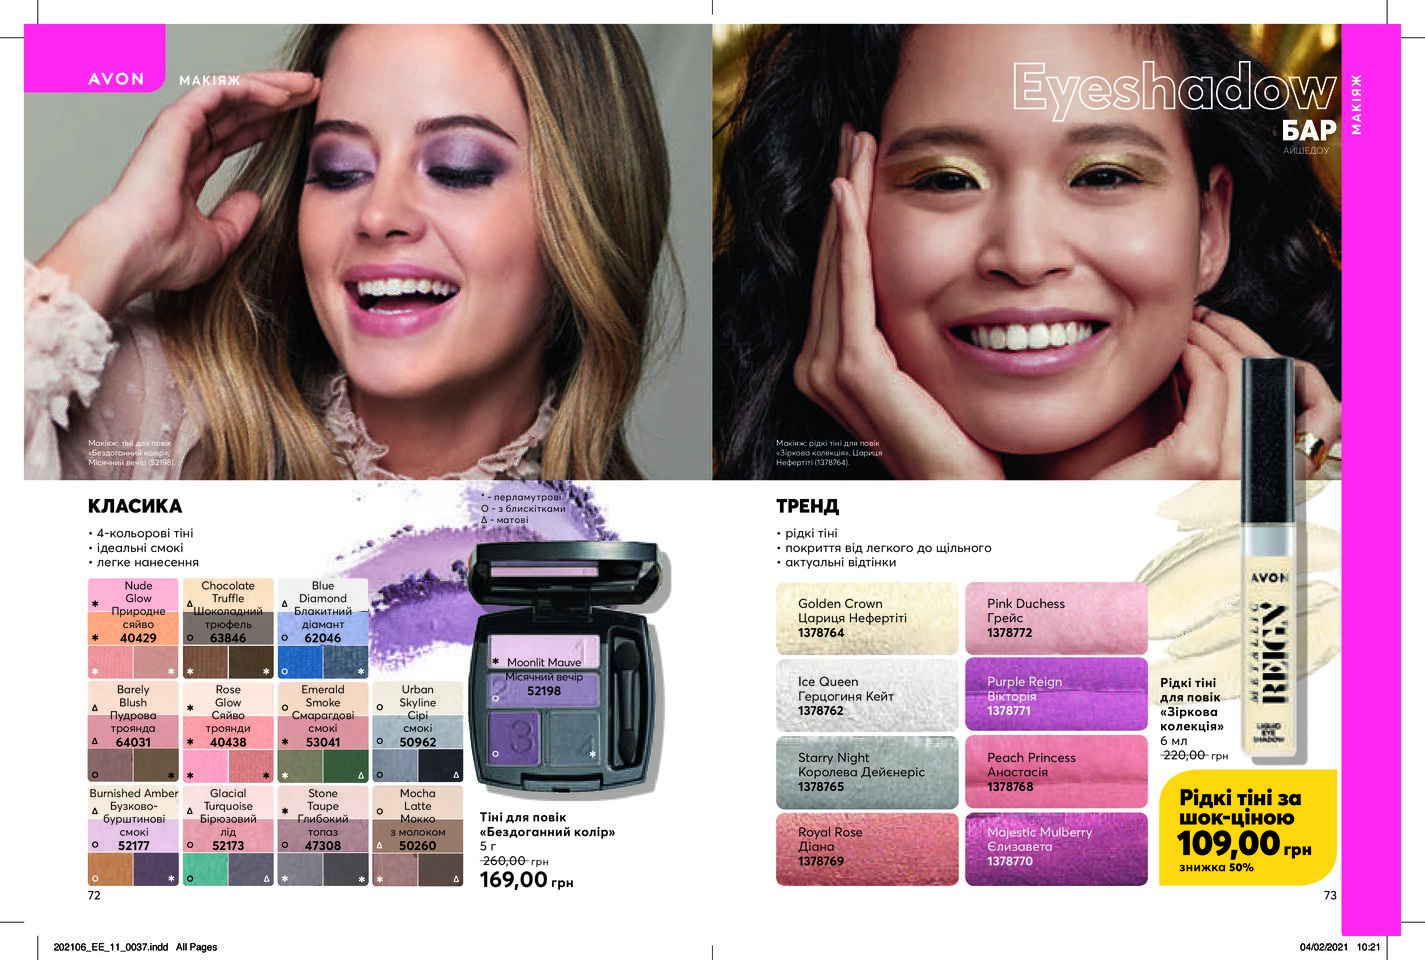 AVON
МАКІЯЖ
Eyeshadow
БАР
АЙШЕДОУ
МАКІЯЖ
Макіяж: тіні для повік
«Бездоганний колір»,
Місячний вечір (52198).
Макіяж: рідкі тіні для повік
«Зіркова колекція», Цариця
Нефертіті (1378764).
КЛАСИКА
• 4-кольорові тіні
• ідеальні смокі
• легке нанесення
* - перламутрові
O - з блискітками
Δ - матові
Nude
Glow
Природне
сяйво
40429
Chocolate
Truffle
Шоколадний
трюфель
63846
Blue
Diamond
Блакитний
діамант
62046
Barely
Blush
Пудрова
троянда
64031
Rose
Glow
Сяйво
троянди
40438
Emerald
Smoke
Смарагдові
смокі
53041
Urban
Skyline
Сірі
смокі
50962
Burnished Amber
Бузково-
бурштинові
смокі
52177
Glacial
Turquoise
Бірюзовий
лід
52173
Stone
Taupe
Глибокий
топаз
47308
Mocha
Latte
Мокко
з молоком
50260
Moonlit Mauve
Місячний вечір
52198
Тіні для повік
«Бездоганний колір»
5 г
260,00 грн
169,00 грн
72
ТРЕНД
• рідкі тіні
• покриття від легкого до щільного
• актуальні відтінки
Golden Crown
Цариця Нефертіті
1378764
Pink Duchess
Грейс
1378772
Ice Queen
Герцогиня Кейт
1378762
Purple Reign
Вікторія
1378771
Starry Night
Королева Дейєнеріс
1378765
Peach Princess
Анастасія
1378768
Royal Rose
Діана
1378769
Majestic Mulberry
Єлизавета
1378770
AVON
METALLIC
REIGN
LIQUID
EYE
SHADOW
Рідкі тіні
для повік
«Зіркова
колекція»
6 мл
220,00 грн
Рідкі тіні за
шок-ціною
109,00 грн
знижка 50%
73
202106_EE_11_0037.indd All Pages
04/02/2021 10:21